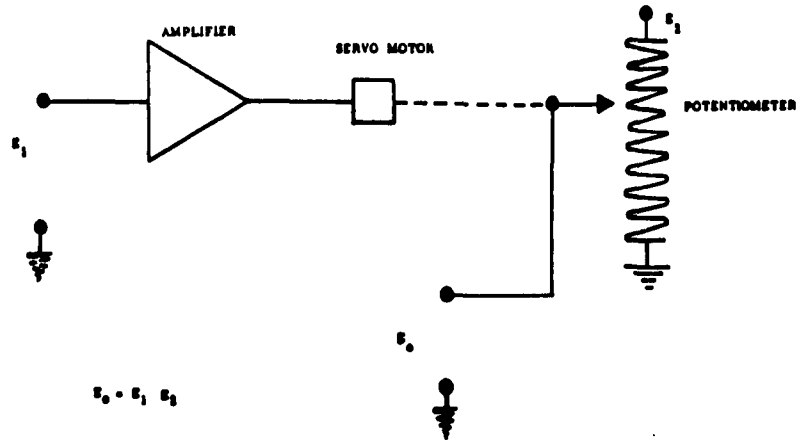 AMPLIFIER
SERVO MOTOR
E₂
POTENTIOMETER
E₁
E₀
E₀ = E₁ E₂